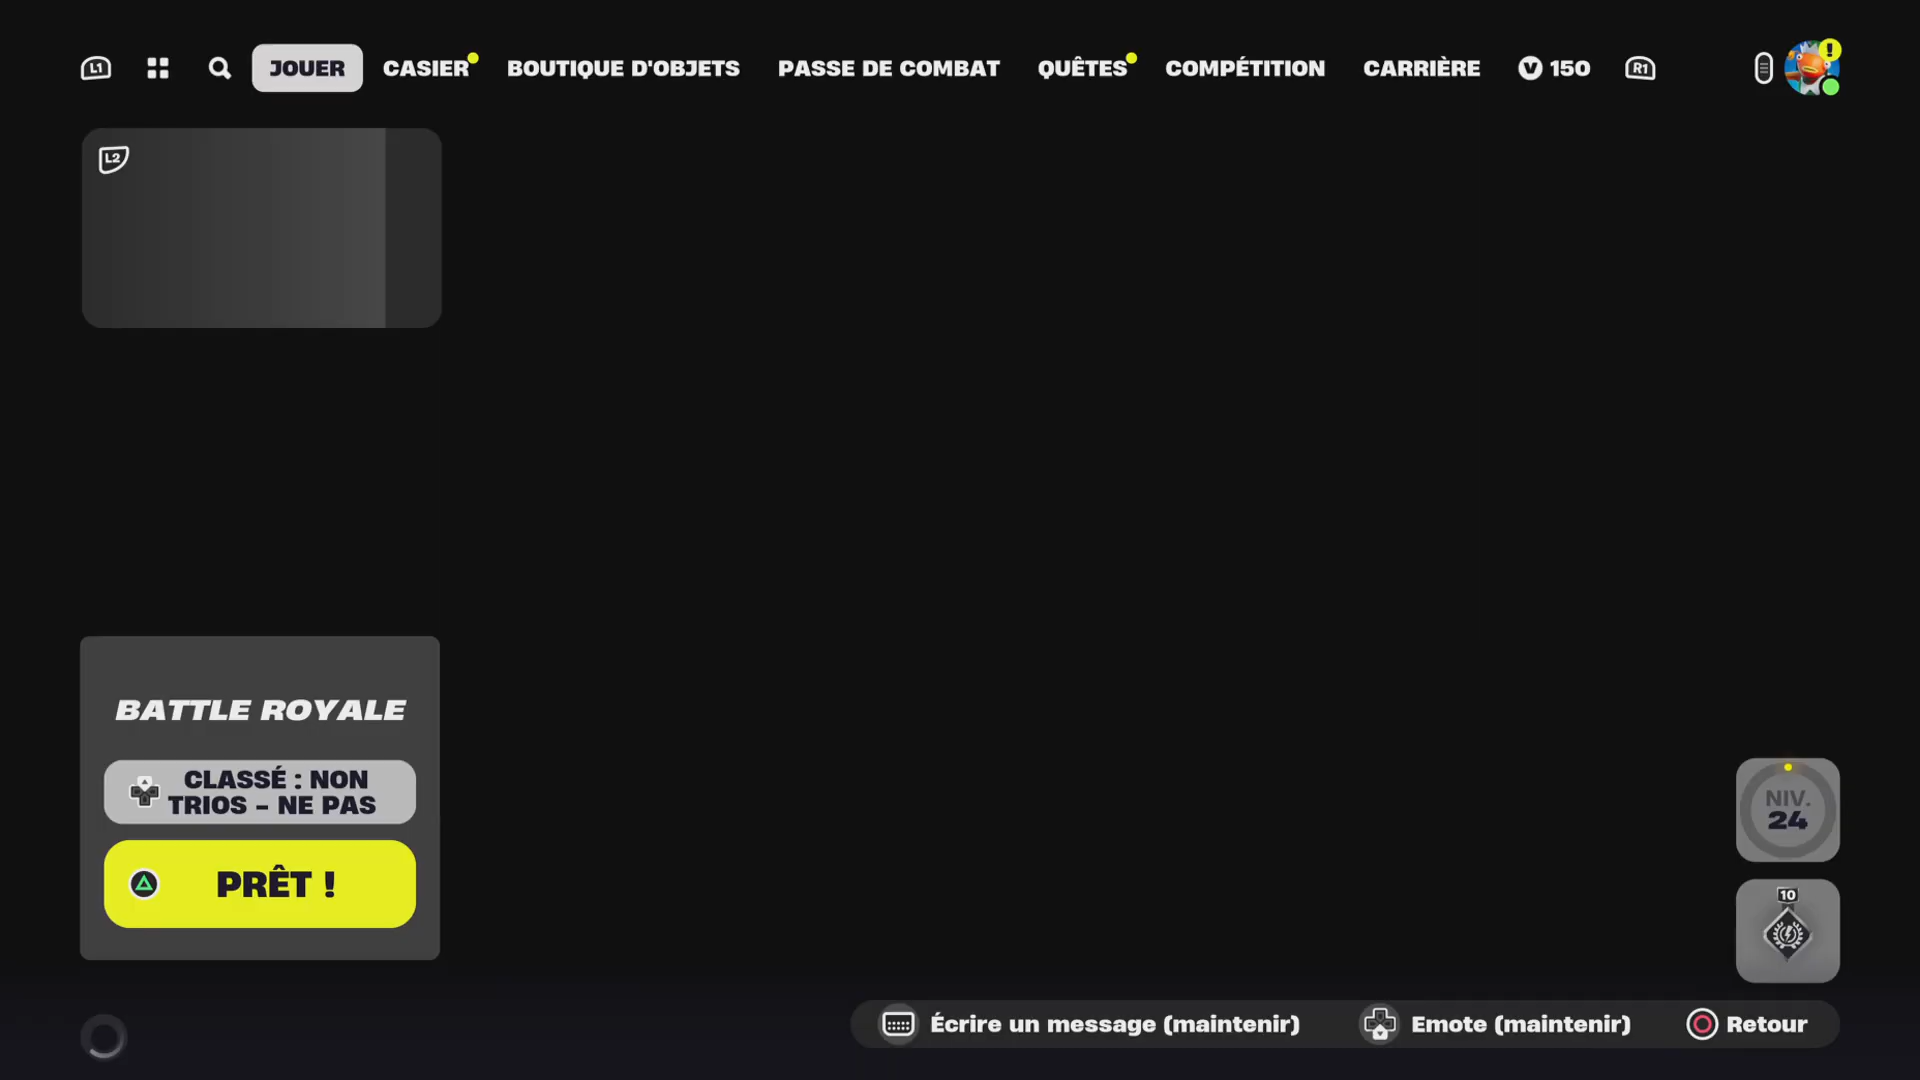 L1
JOUER
CASIER
BOUTIQUE D'OBJETS
PASSE DE COMBAT
QUÊTES
COMPÉTITION
CARRIÈRE
V 150
R1
!
L2
BATTLE ROYALE
CLASSÉ : NON
TRIOS - NE PAS
PRÊT !
NIV.
24
10
Écrire un message (maintenir)
Emote (maintenir)
Retour